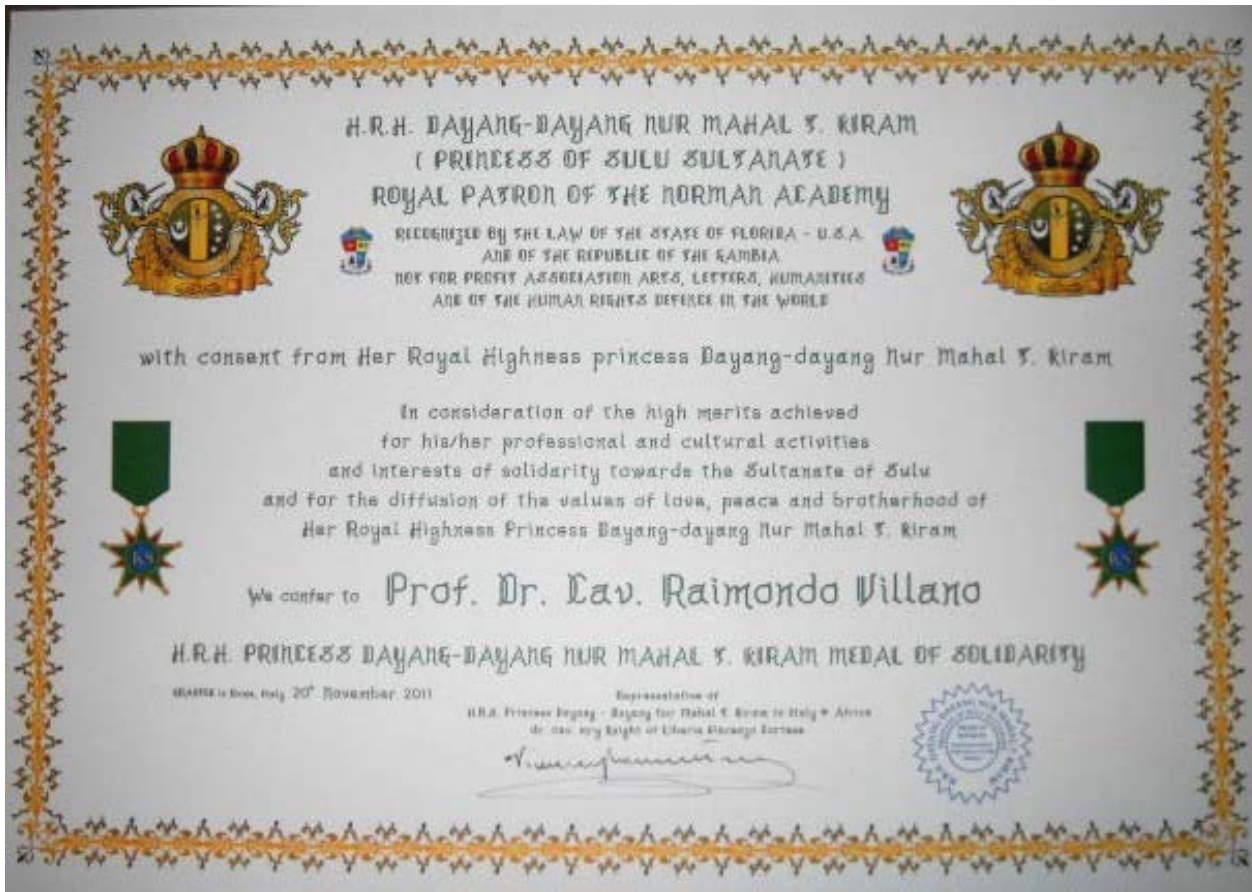 H.R.H. DAYANG-DAYANG NUR MAHAL T. KIRAM
( PRINCESS OF SULU SULTANATE )
ROYAL PATRON OF THE NORMAN ACADEMY
RECOGNIZED BY THE LAW OF THE STATE OF FLORIDA - U.S.A.
AND OF THE REPUBLIC OF THE GAMBIA
NOT FOR PROFIT ASSOCIATION ARTS, LETTERS, HUMANITIES
AND OF THE HUMAN RIGHTS DEFENCE IN THE WORLD
with consent from Her Royal Highness princess Dayang-dayang Nur Mahal T. Kiram
In consideration of the high merits achieved
for his/her professional and cultural activities
and interests of solidarity towards the Sultanate of Sulu
and for the diffusion of the values of love, peace and brotherhood of
Her Royal Highness Princess Dayang-dayang Nur Mahal T. Kiram
We confer to Prof. Dr. Cav. Raimondo Villano
H.R.H. PRINCESS DAYANG-DAYANG NUR MAHAL T. KIRAM MEDAL OF SOLIDARITY
GRANTED in Rome, Italy 20° November 2011
Representative of
H.R.H. Princess Dayang - Dayang Nur Mahal T. Kiram in Italy + Africa